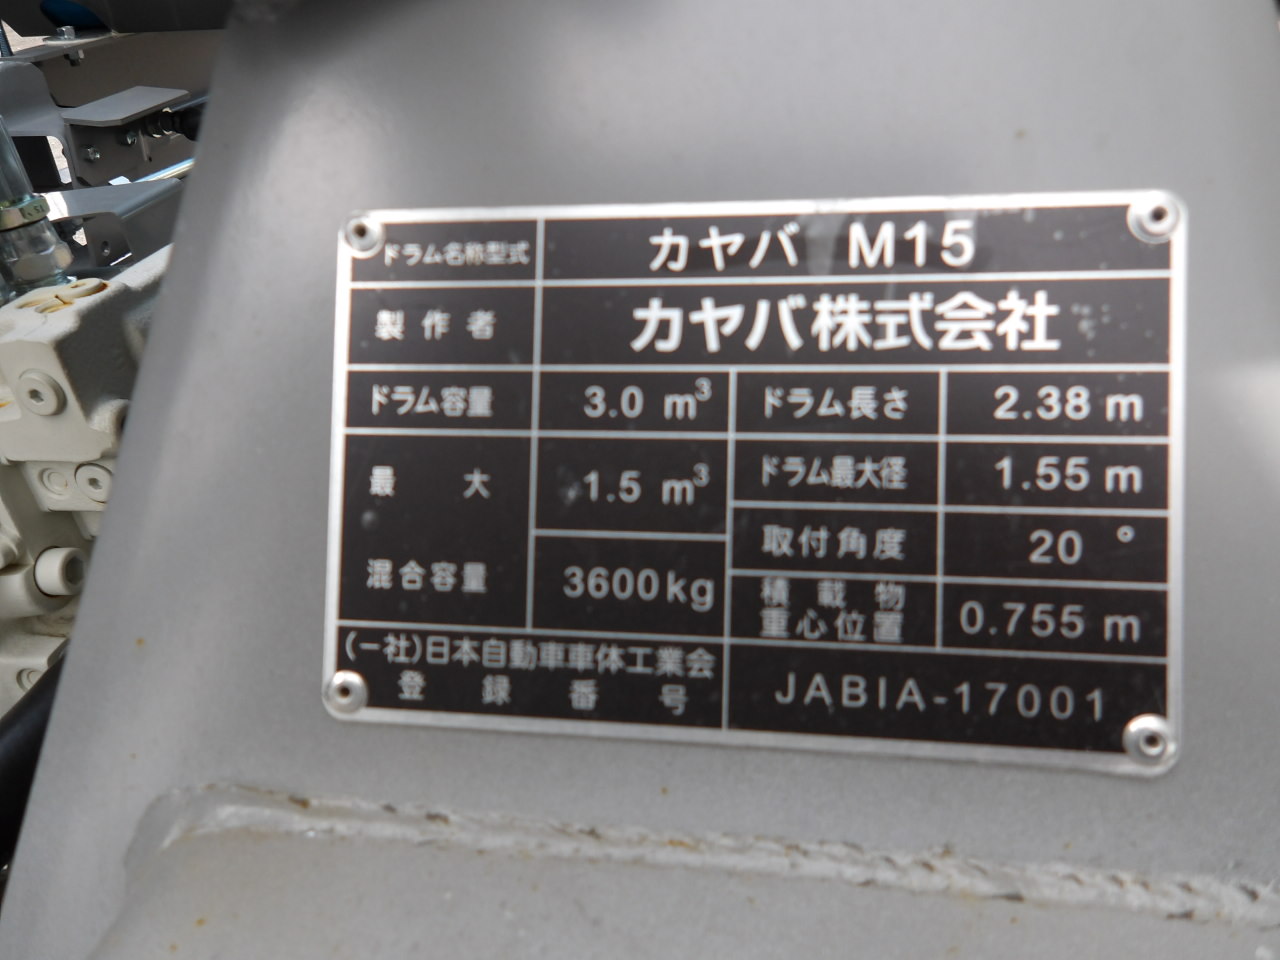 ドラム名称型式 カヤバ M15
製作者 カヤバ株式会社
ドラム容量 3.0 m³ ドラム長さ 2.38 m
最大混合容量 1.5 m³ ドラム最大径 1.55 m
取付角度 20°
3600kg 積載物重心位置 0.755 m
(一社)日本自動車車体工業会
登録番号 JABIA-17001